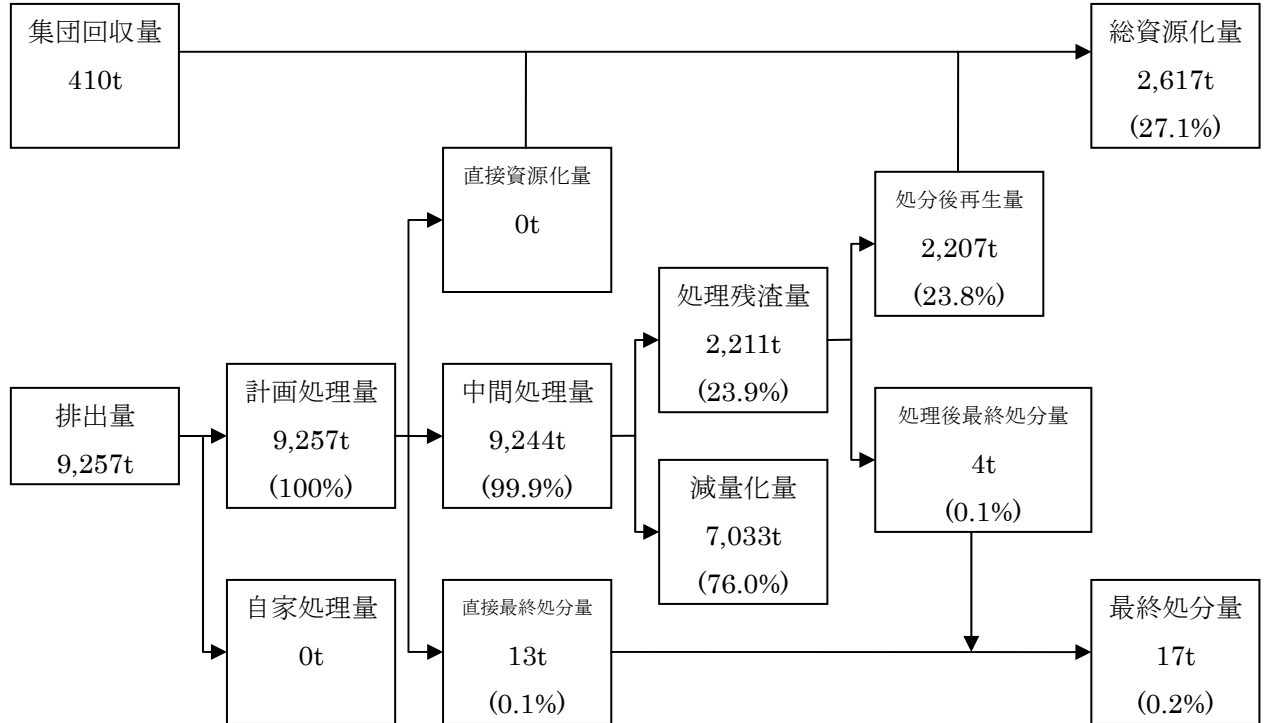 集団回収量
410t
総資源化量
2,617t
(27.1%)
直接資源化量
0t
処分後再生量
2,207t
(23.8%)
処理残渣量
2,211t
(23.9%)
排出量
9,257t
計画処理量
9,257t
(100%)
中間処理量
9,244t
(99.9%)
処理後最終処分量
4t
(0.1%)
減量化量
7,033t
(76.0%)
自家処理量
0t
直接最終処分量
13t
(0.1%)
最終処分量
17t
(0.2%)